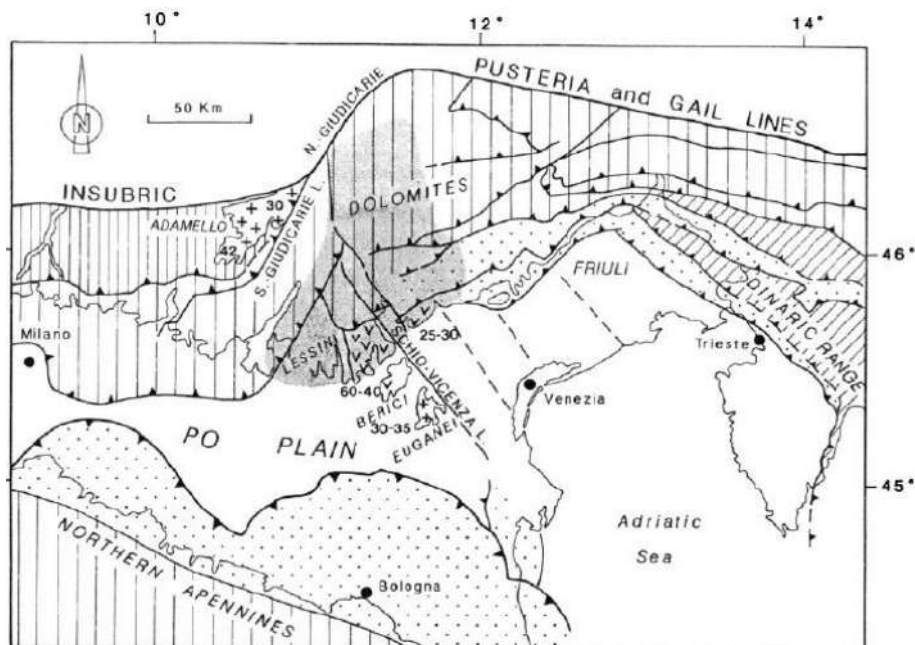 10°
12°
14°
PUSTERIA and GAIL LINES
50 Km
N
N. GIUDICARIE
INSUBRIC
30
ADAMELLO
42
S. GIUDICARIE L.
DOLOMITES
46°
FRIULI
DINARIC RANGE
Milano
LESSINI
25-30
SCHIO-VICENZA L.
Trieste
60-40
BERICI
Venezia
30-35
EUGANEI
PO PLAIN
45°
Adriatic
Sea
NORTHERN APENNINES
Bologna